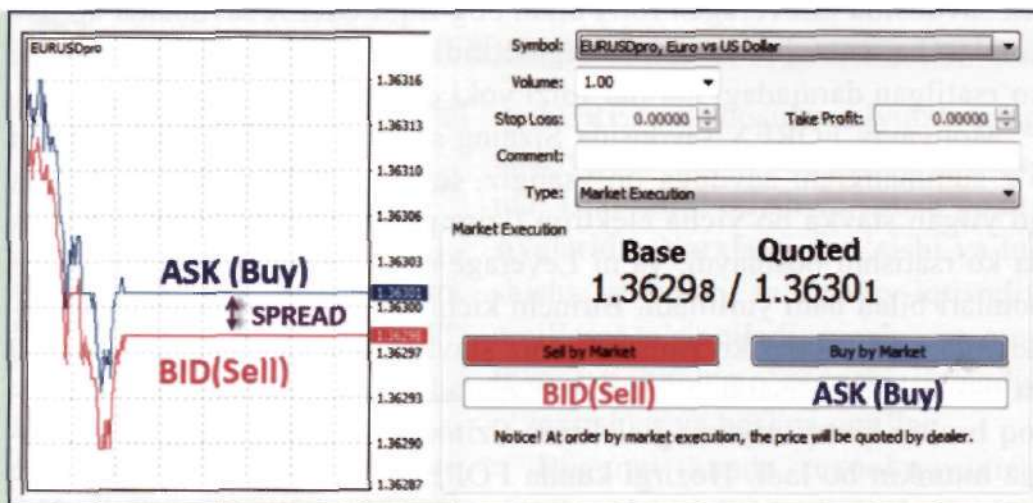 EURUSDpro
1.36316
1.36313
1.36310
1.36306
1.36303
1.36301
1.36300
1.36298
1.36297
1.36293
1.36290
1.36287
ASK (Buy)
SPREAD
BID(Sell)
Symbol: EURUSDpro, Euro vs US Dollar
Volume: 1.00
Stop Loss: 0.00000 Take Profit: 0.00000
Comment:
Type: Market Execution
Market Execution
Base Quoted
1.36298 / 1.36301
Sell by Market Buy by Market
BID(Sell) ASK (Buy)
Notice! At order by market execution, the price will be quoted by dealer.